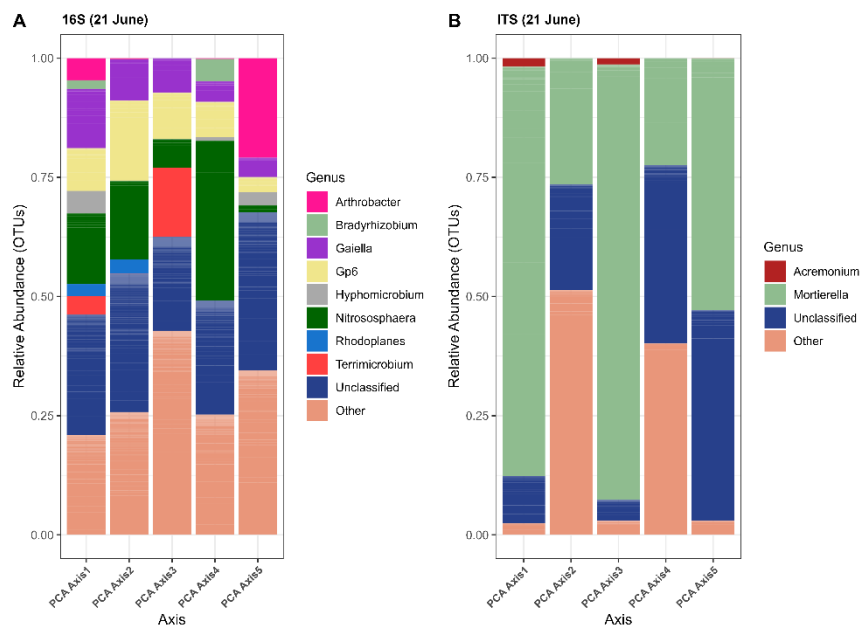 A
16S (21 June)
Relative Abundance (OTUs)
1.00
0.75
0.50
0.25
0.00
PCA Axis1
PCA Axis2
PCA Axis3
PCA Axis4
PCA Axis5
Axis
Genus
Arthrobacter
Bradyrhizobium
Gaiella
Gp6
Hyphomicrobium
Nitrososphaera
Rhodoplanes
Terrimicrobium
Unclassified
Other
B
ITS (21 June)
Relative Abundance (OTUs)
1.00
0.75
0.50
0.25
0.00
PCA Axis1
PCA Axis2
PCA Axis3
PCA Axis4
PCA Axis5
Axis
Genus
Acremonium
Mortierella
Unclassified
Other